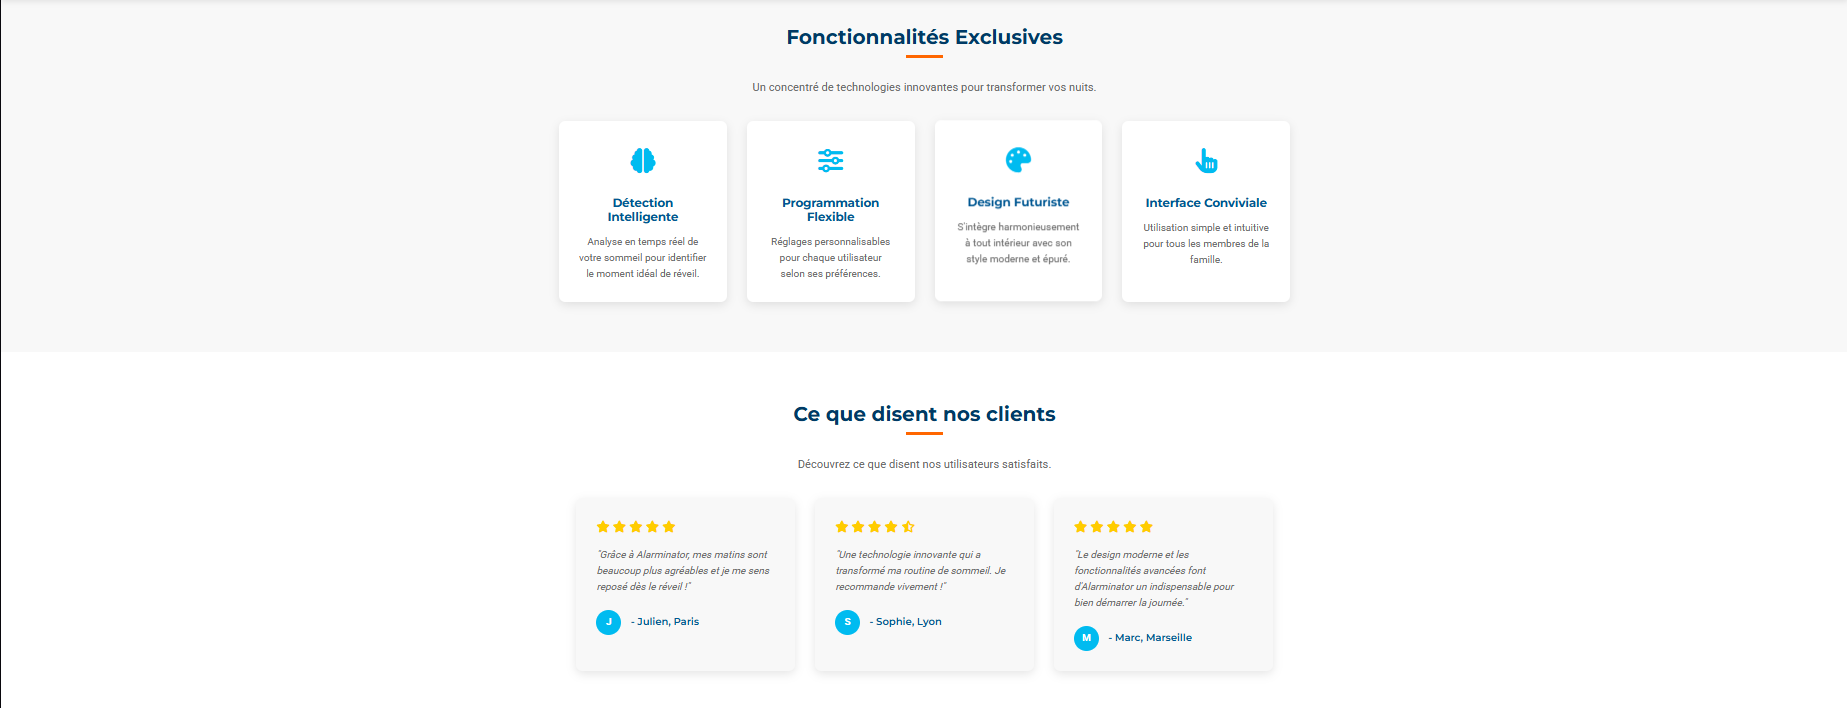 Fonctionnalités Exclusives
Un concentré de technologies innovantes pour transformer vos nuits.
Détection
Intelligente
Analyse en temps réel de
votre sommeil pour identifier
le moment idéal de réveil.
Programmation
Flexible
Réglages personnalisables
pour chaque utilisateur
selon ses préférences.
Design Futuriste
S'intègre harmonieusement
à tout intérieur avec son
style moderne et épuré.
Interface Conviviale
Utilisation simple et intuitive
pour tous les membres de la
famille.
Ce que disent nos clients
Découvrez ce que disent nos utilisateurs satisfaits.
"Grâce à Alarminator, mes matins sont
beaucoup plus agréables et je me sens
reposé dès le réveil !"
J
- Julien, Paris
"Une technologie innovante qui a
transformé ma routine de sommeil. Je
recommande vivement !"
S
- Sophie, Lyon
"Le design moderne et les
fonctionnalités avancées font
d'Alarminator un indispensable pour
bien démarrer la journée."
M
- Marc, Marseille